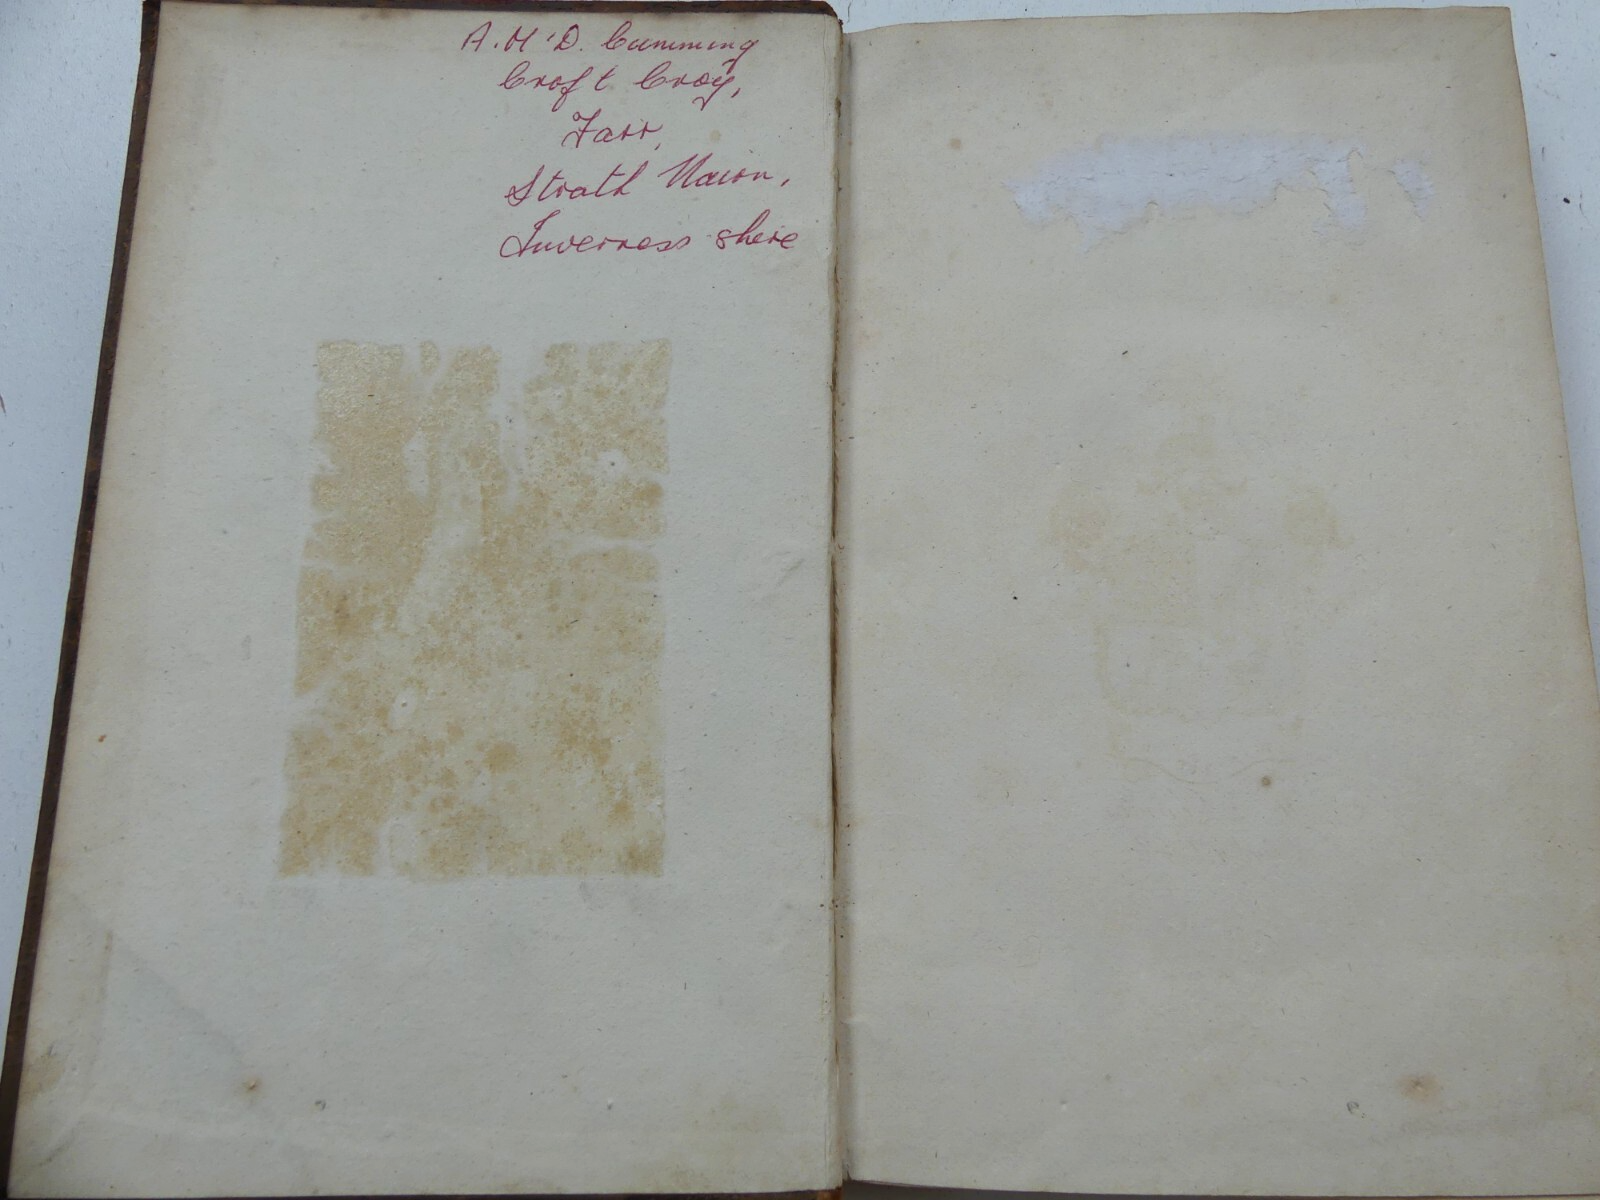 A. M'D. Cumming
Croft Croy,
Farr,
Strath Nairn,
Inverness shire